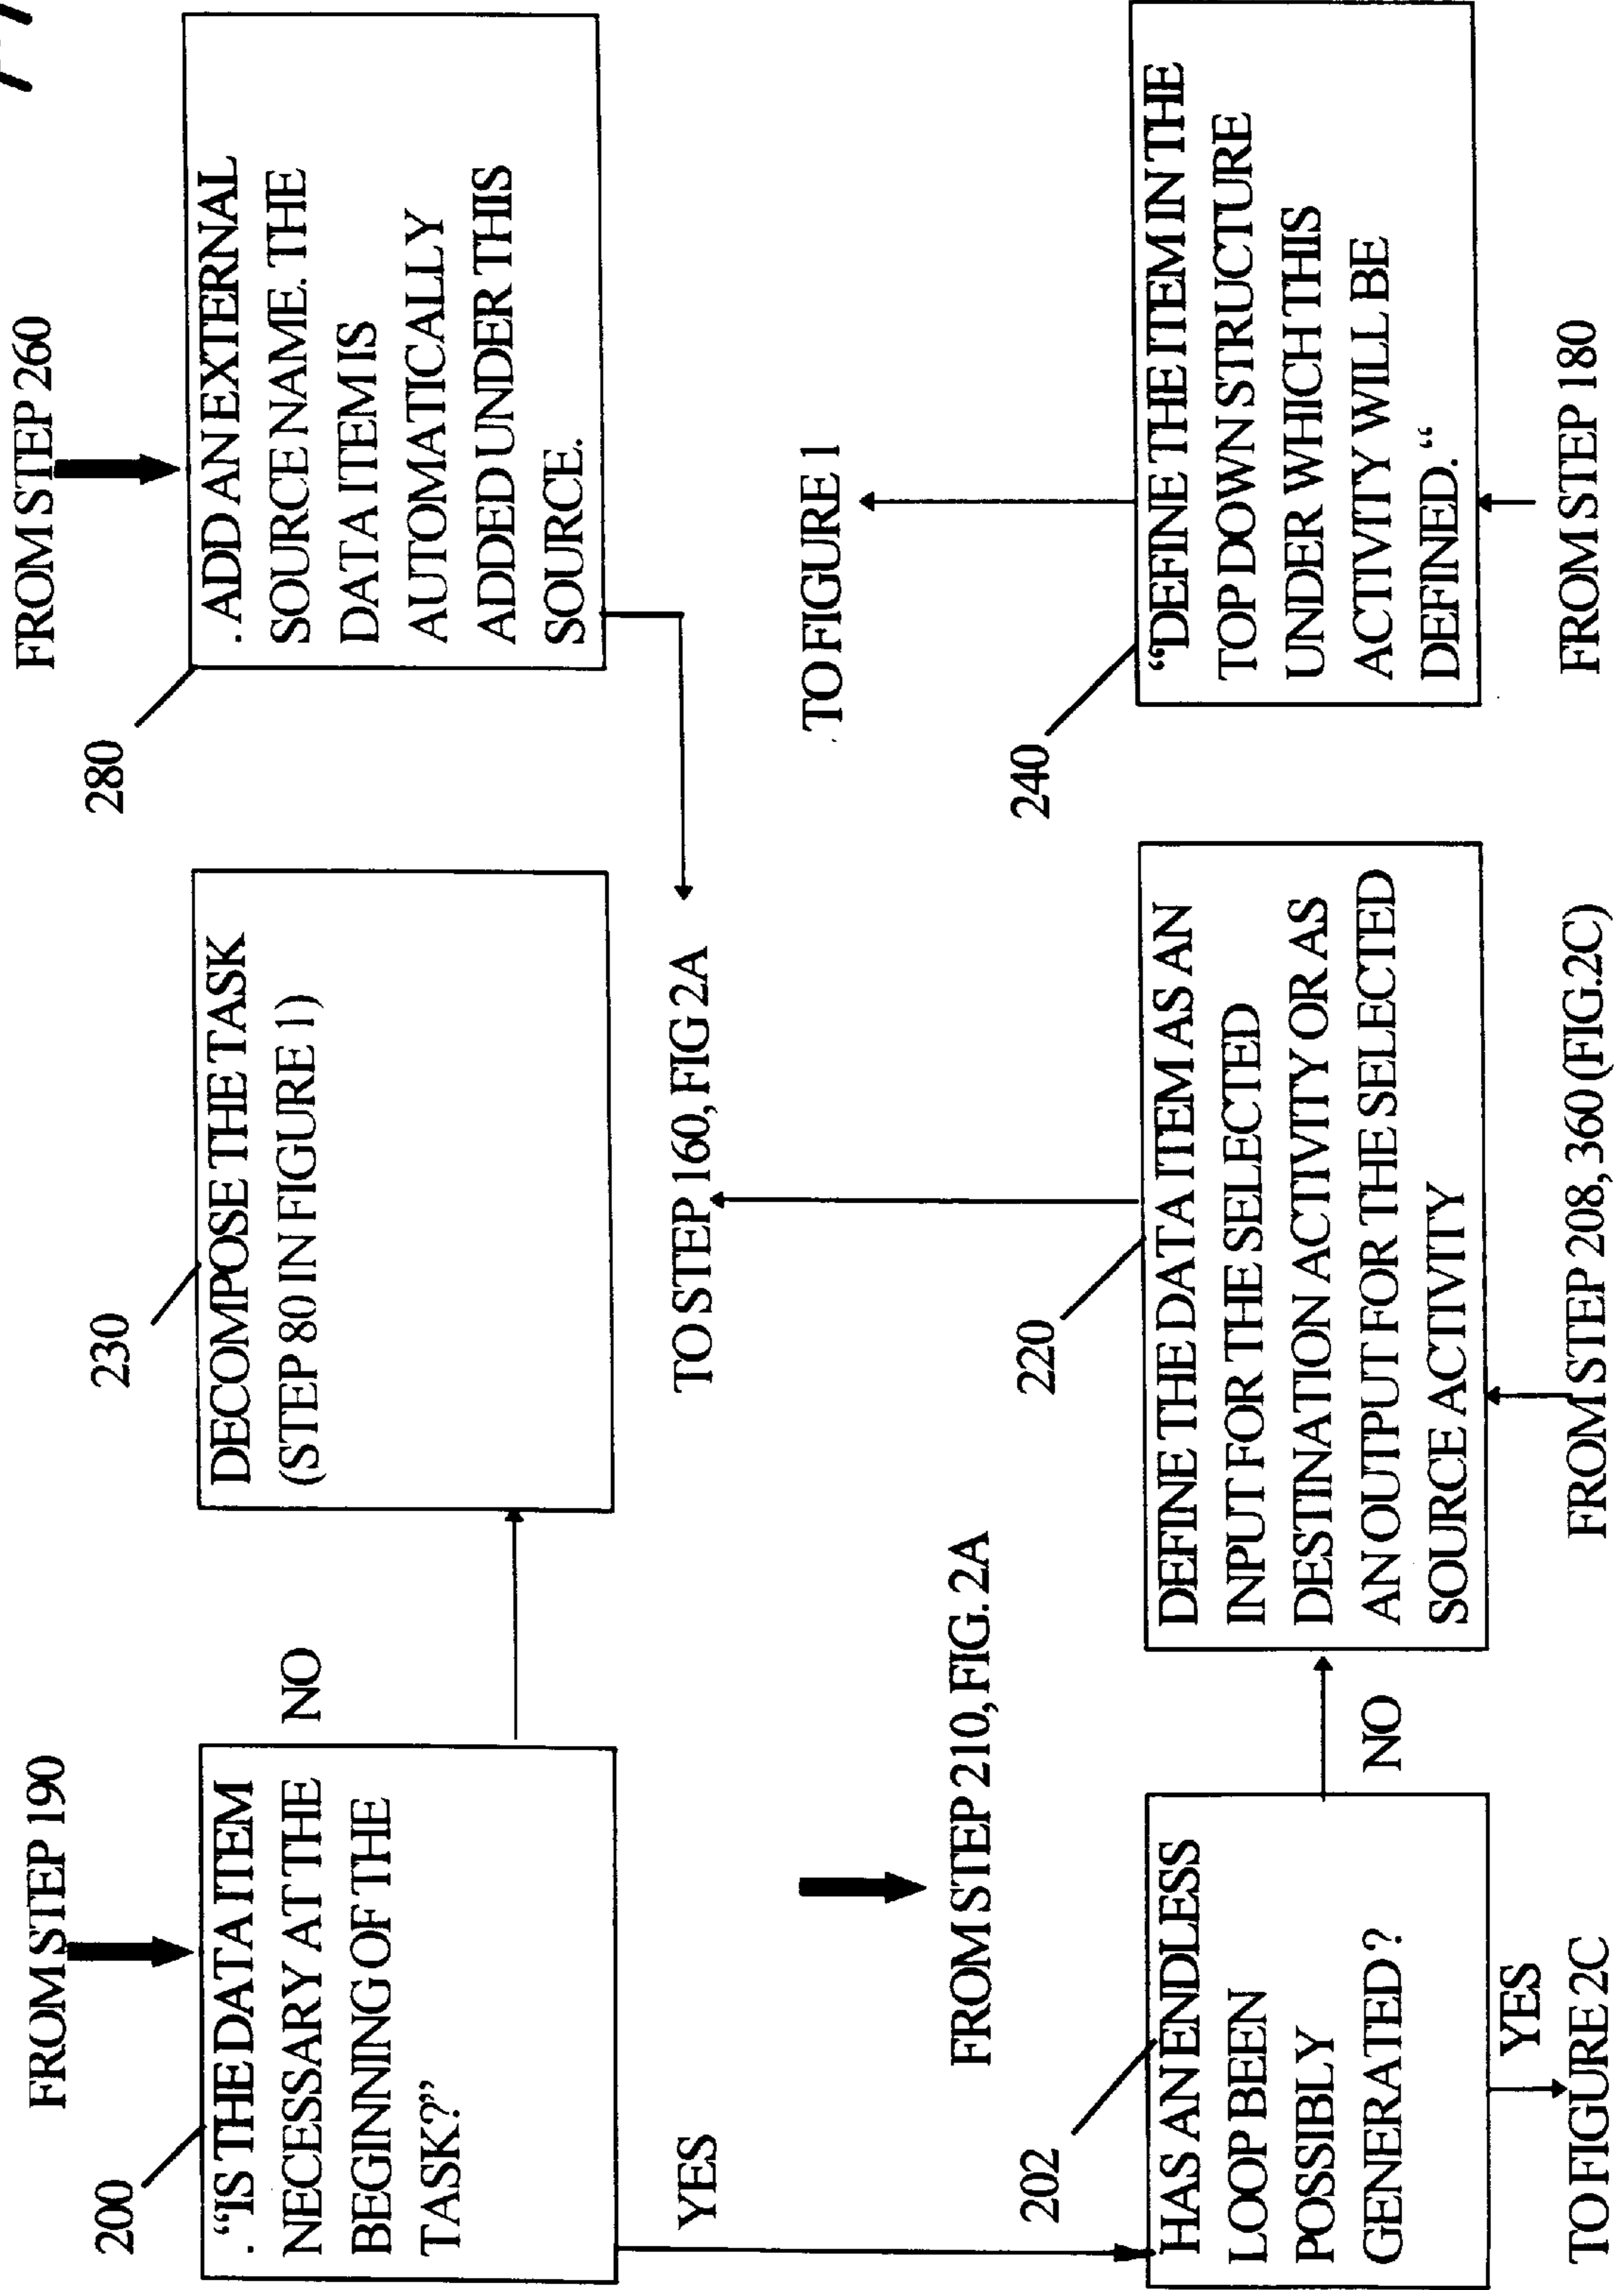 FROM STEP 190
200
. “IS THE DATA ITEM
NECESSARY AT THE
BEGINNING OF THE
TASK?”
NO
YES
230
DECOMPOSE THE TASK
(STEP 80 IN FIGURE 1)
FROM STEP 260
280
. ADD AN EXTERNAL
SOURCE NAME. THE
DATA ITEM IS
AUTOMATICALLY
ADDED UNDER THIS
SOURCE.
TO STEP 160, FIG 2A
TO FIGURE 1
FROM STEP 210, FIG. 2A
202
HAS AN ENDLESS
LOOP BEEN
POSSIBLY
GENERATED?
NO
YES
TO FIGURE 2C
220
DEFINE THE DATA ITEM AS AN
INPUT FOR THE SELECTED
DESTINATION ACTIVITY OR AS
AN OUTPUT FOR THE SELECTED
SOURCE ACTIVITY
FROM STEP 208, 360 (FIG.2C)
240
“DEFINE THE ITEM IN THE
TOP DOWN STRUCTURE
UNDER WHICH THIS
ACTIVITY WILL BE
DEFINED.“
FROM STEP 180